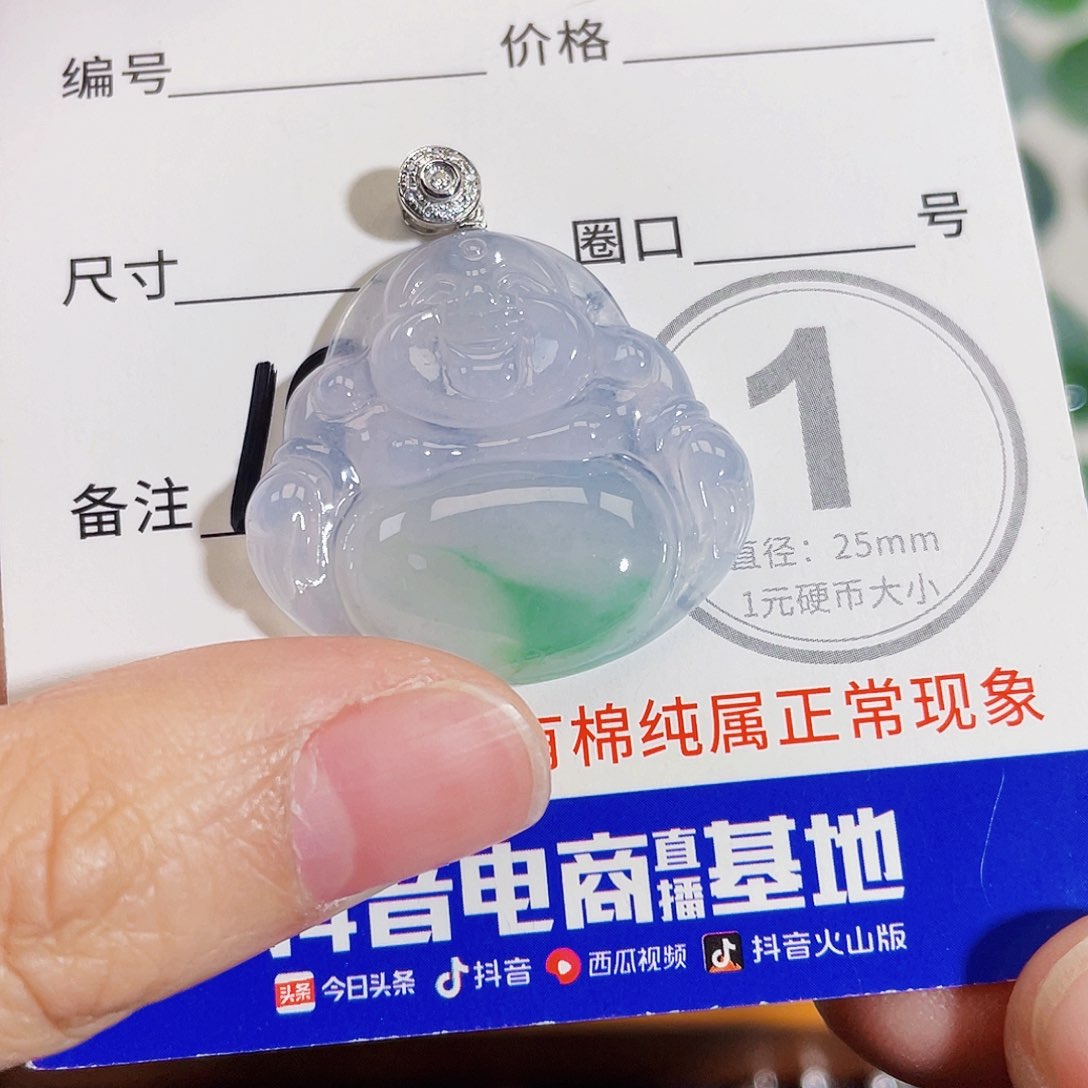 编号 价格
尺寸 圈口 号
1
备注
直径：25mm
1元硬币大小
有棉纯属正常现象
抖音电商直播基地
头条 今日头条 抖音 西瓜视频 抖音火山版